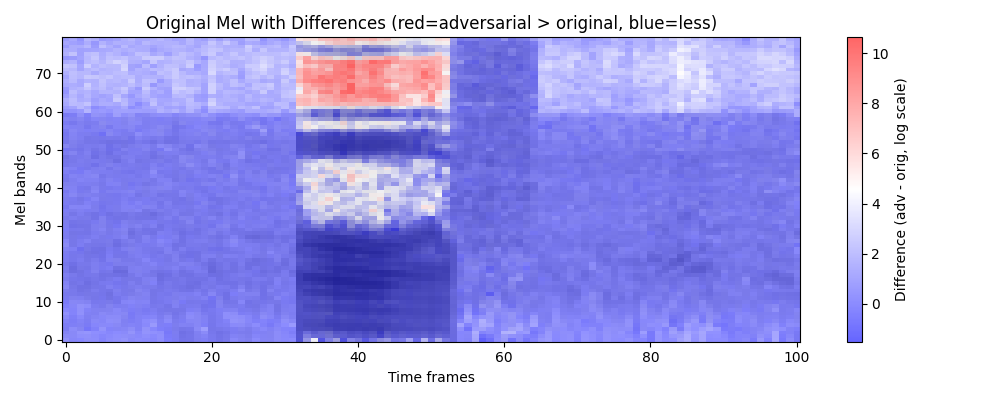 Original Mel with Differences (red=adversarial > original, blue=less)
70
60
50
40
30
20
10
0
Mel bands
0 20 40 60 80 100
Time frames
10
8
6
4
2
0
Difference (adv - orig, log scale)